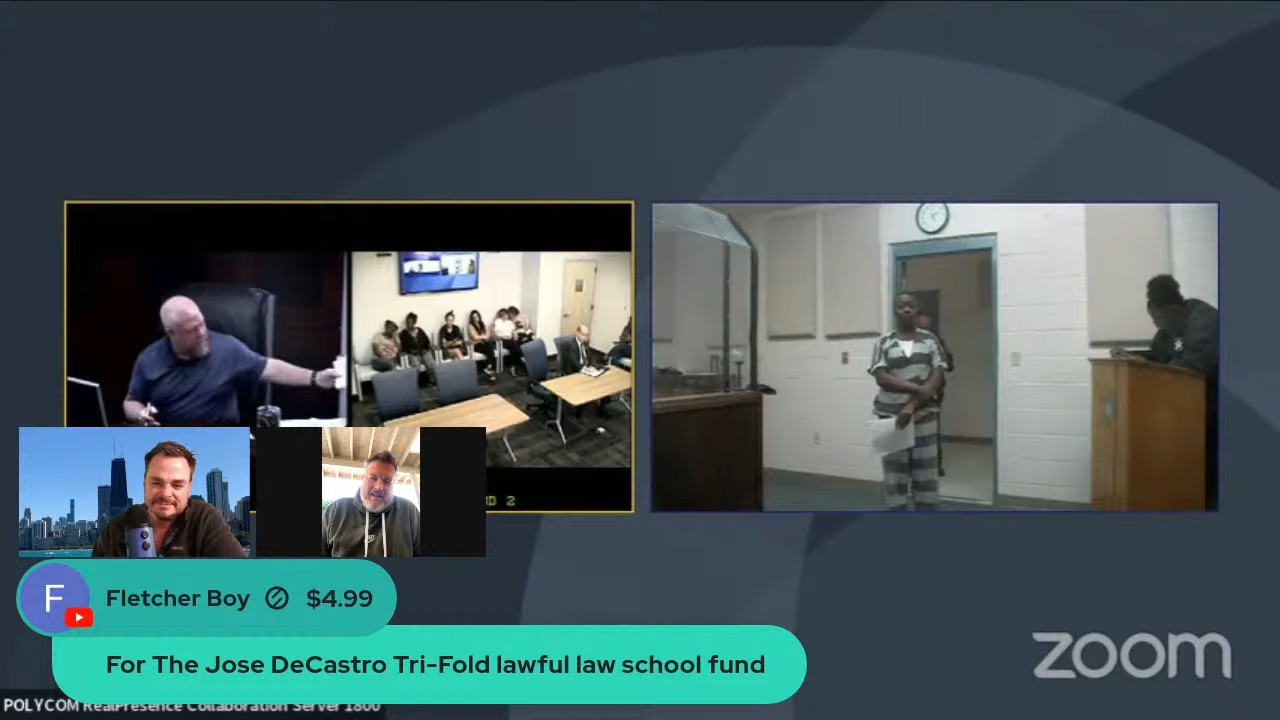 D 2
F
Fletcher Boy $4.99
For The Jose DeCastro Tri-Fold lawful law school fund
zoom
POLYCOM RealPresence Collaboration Server 1800